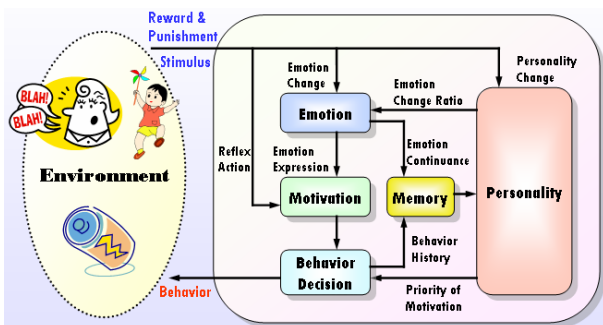 Reward &
Punishment
Stimulus
BLAH!
BLAH!
Environment
Behavior
Reflex
Action
Emotion
Change
Emotion
Emotion
Expression
Motivation
Behavior
Decision
Emotion
Change Ratio
Emotion
Continuance
Memory
Behavior
History
Priority of
Motivation
Personality
Change
Personality